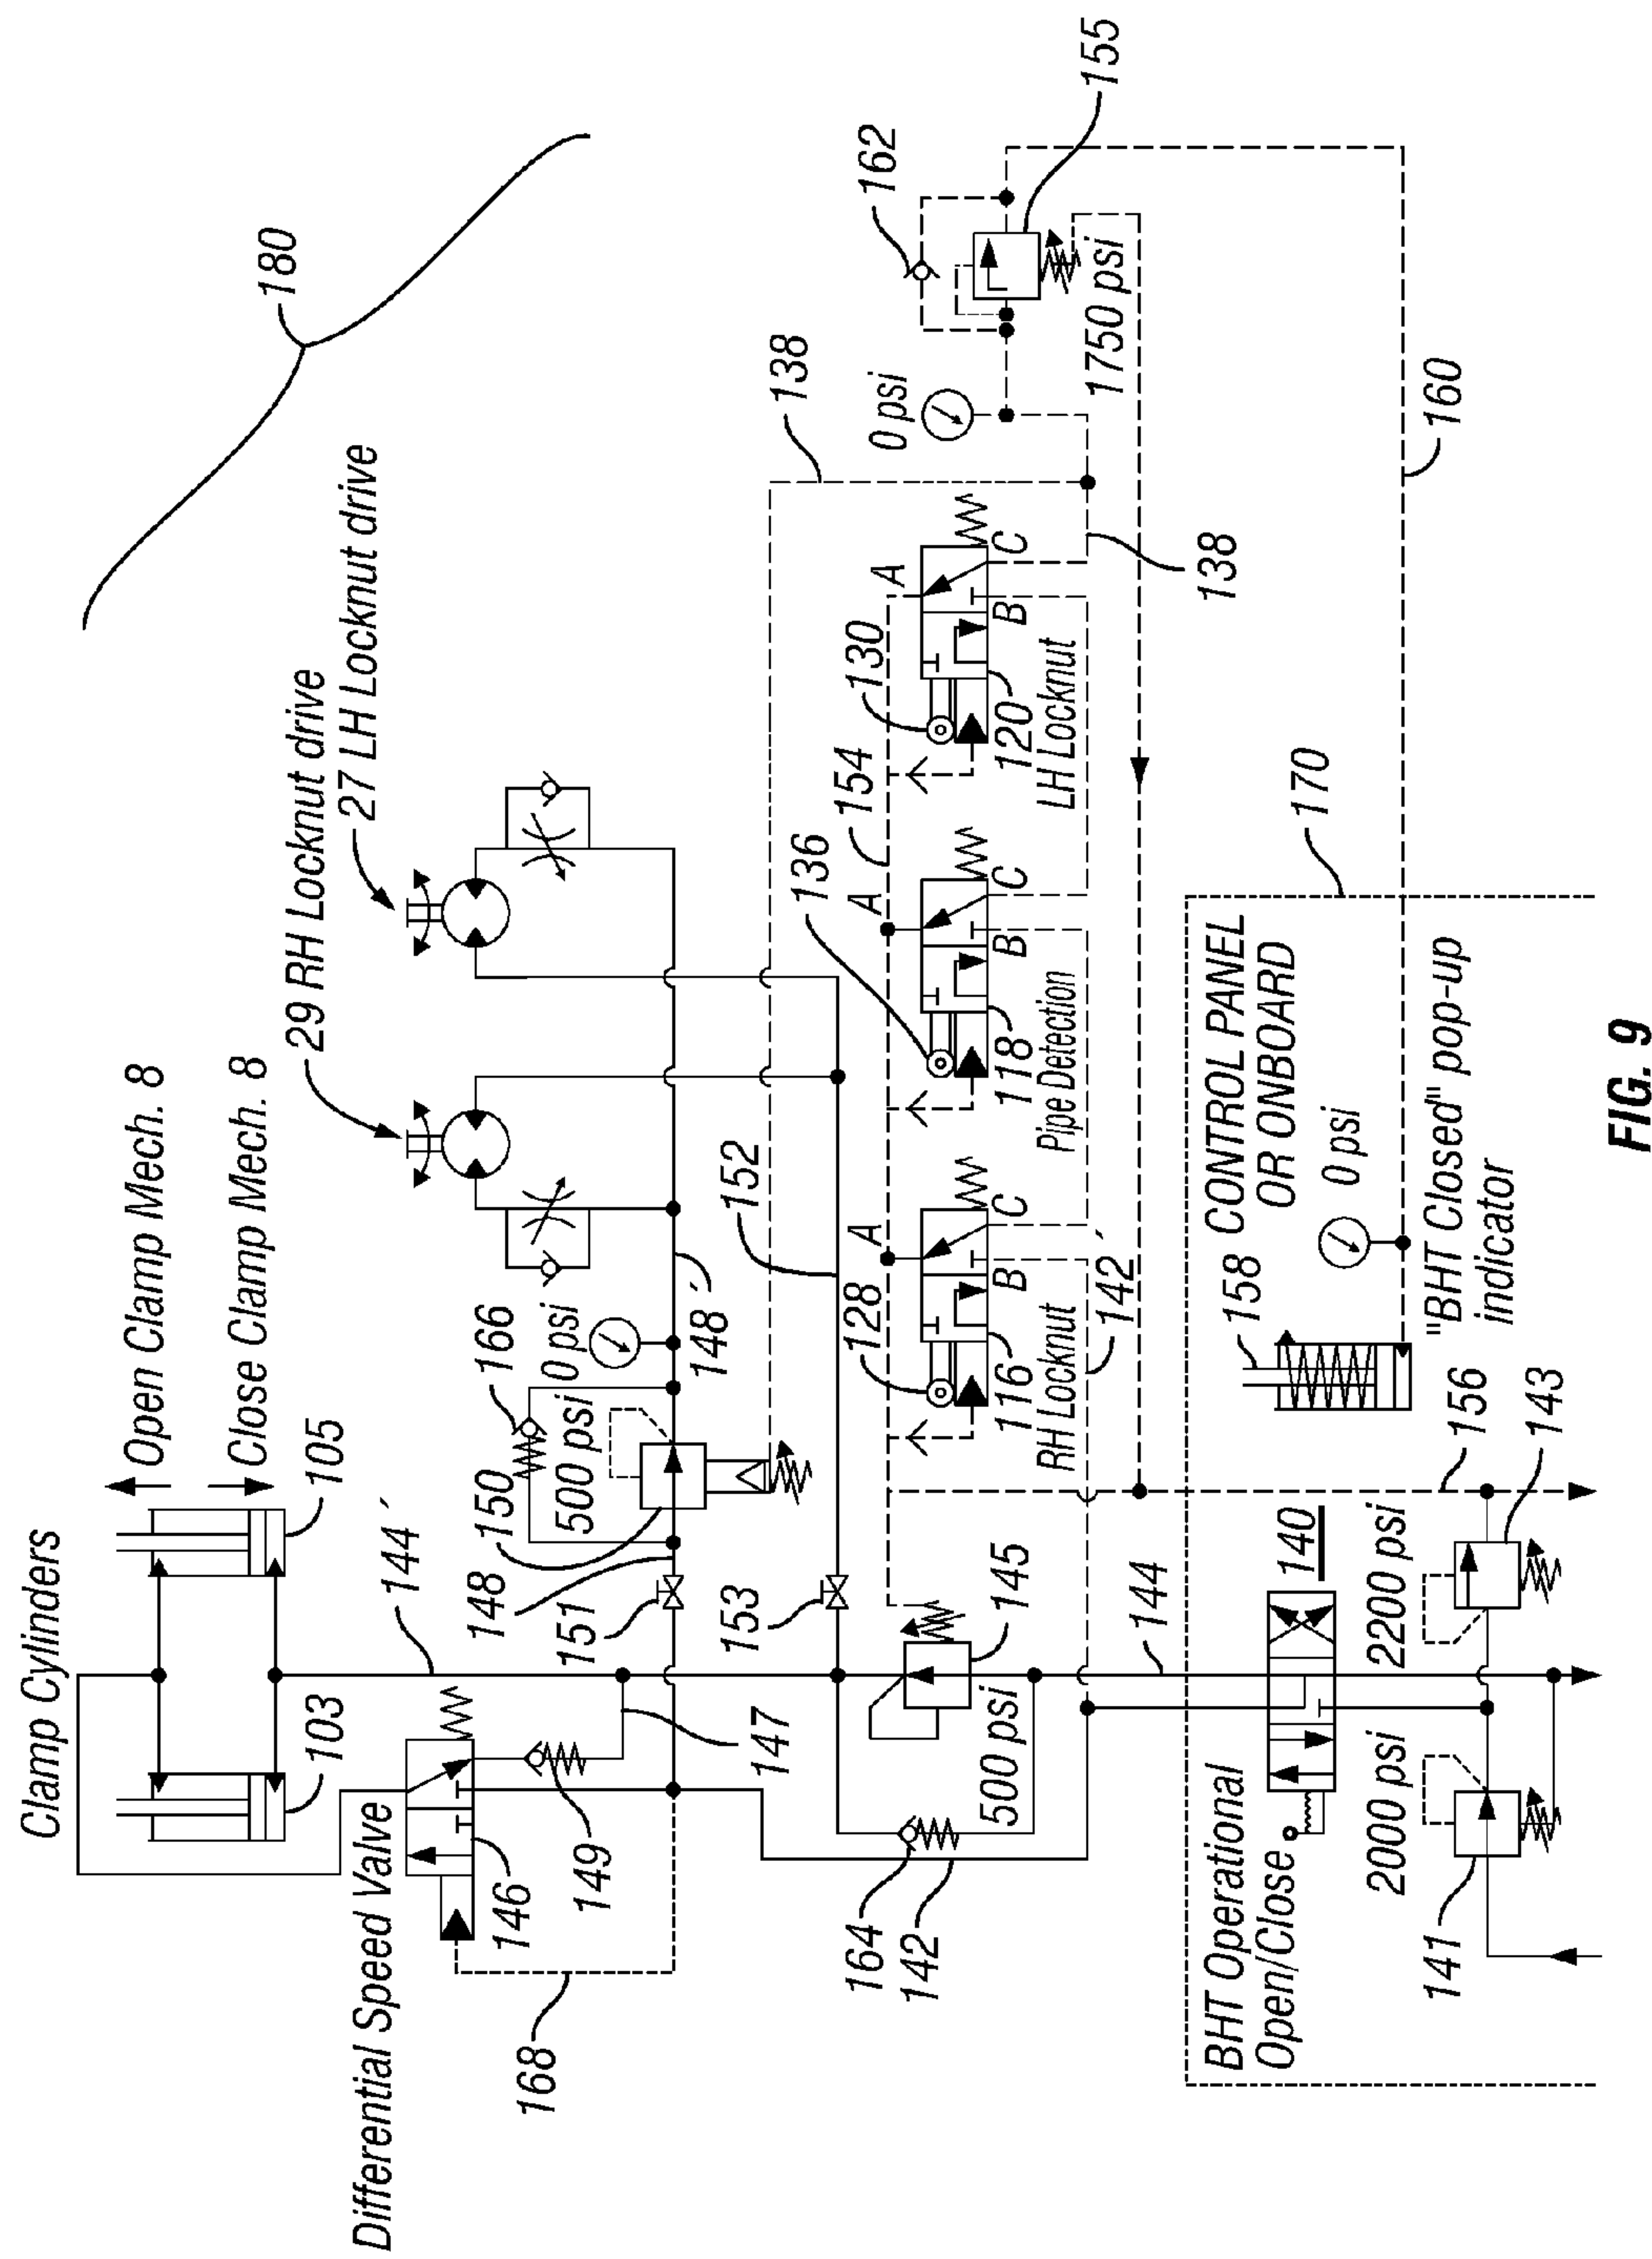 Clamp Cylinders
Open Clamp Mech. 8
Close Clamp Mech. 8
105
103
144´
180
29 RH Locknut drive
27 LH Locknut drive
Differential Speed Valve
146
168
149
147
148
150
151
166
500 psi
0 psi
148´
152
153
138
162
155
0 psi
1750 psi
164
142
500 psi
145
144
128
A
B
C
116
RH Locknut
142´
136
A
B
C
118
Pipe Detection
154
130
A
B
C
120
LH Locknut
138
160
170
CONTROL PANEL
OR ONBOARD
BHT Operational
Open/Close
140
141
2000 psi
2200 psi
143
156
158
0 psi
"BHT Closed" pop-up
indicator
FIG. 9